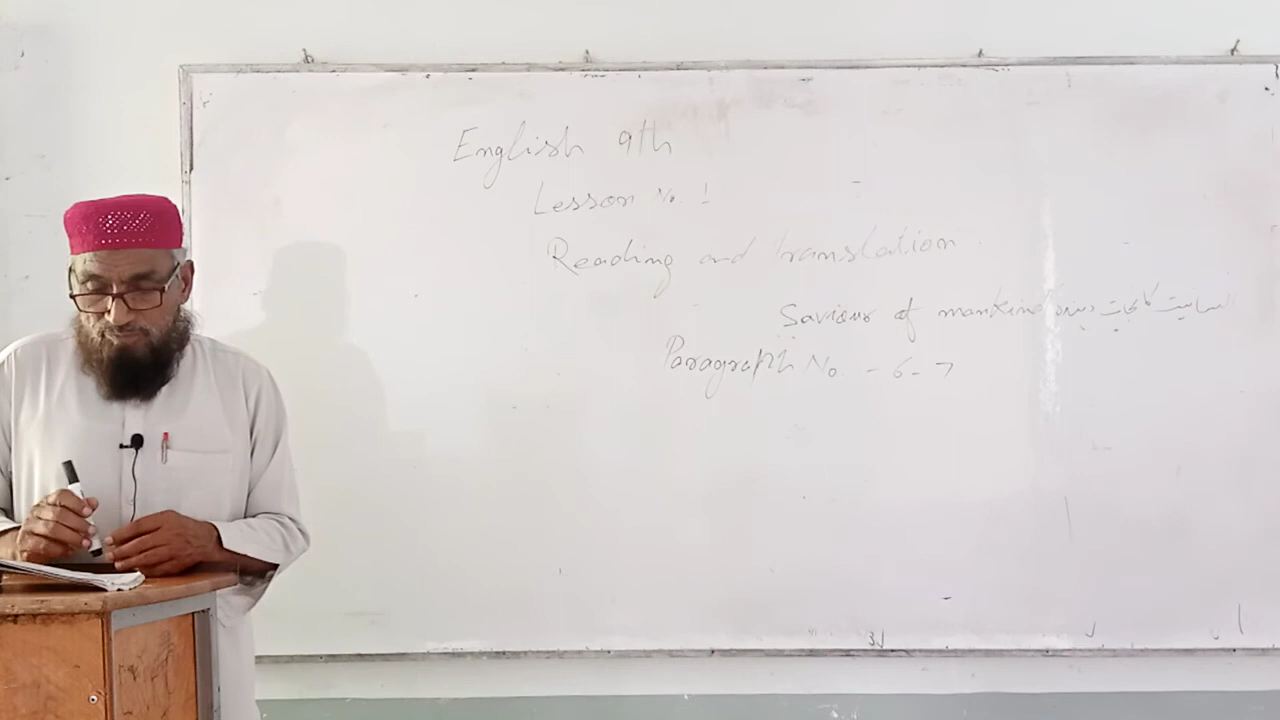 English 9th
Lesson No. 1
Reading and translation
Saviour of mankind انسانیت کا نجات دہندہ
Paragraph No. - 6 - 7